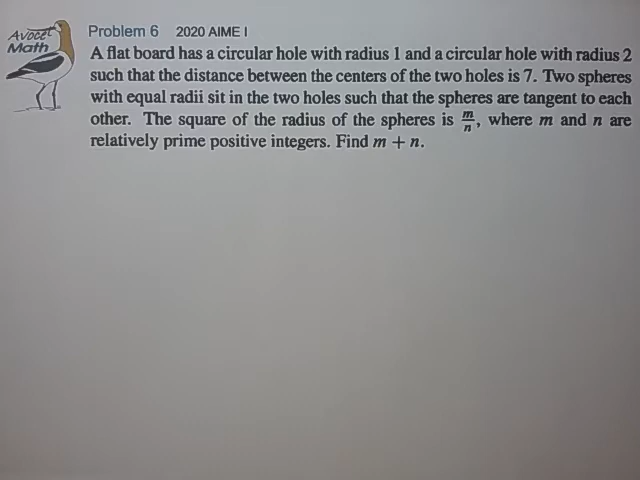 Avocet
Math
Problem 6 2020 AIME I
A flat board has a circular hole with radius 1 and a circular hole with radius 2
such that the distance between the centers of the two holes is 7. Two spheres
with equal radii sit in the two holes such that the spheres are tangent to each
other. The square of the radius of the spheres is m/n, where m and n are
relatively prime positive integers. Find m + n.